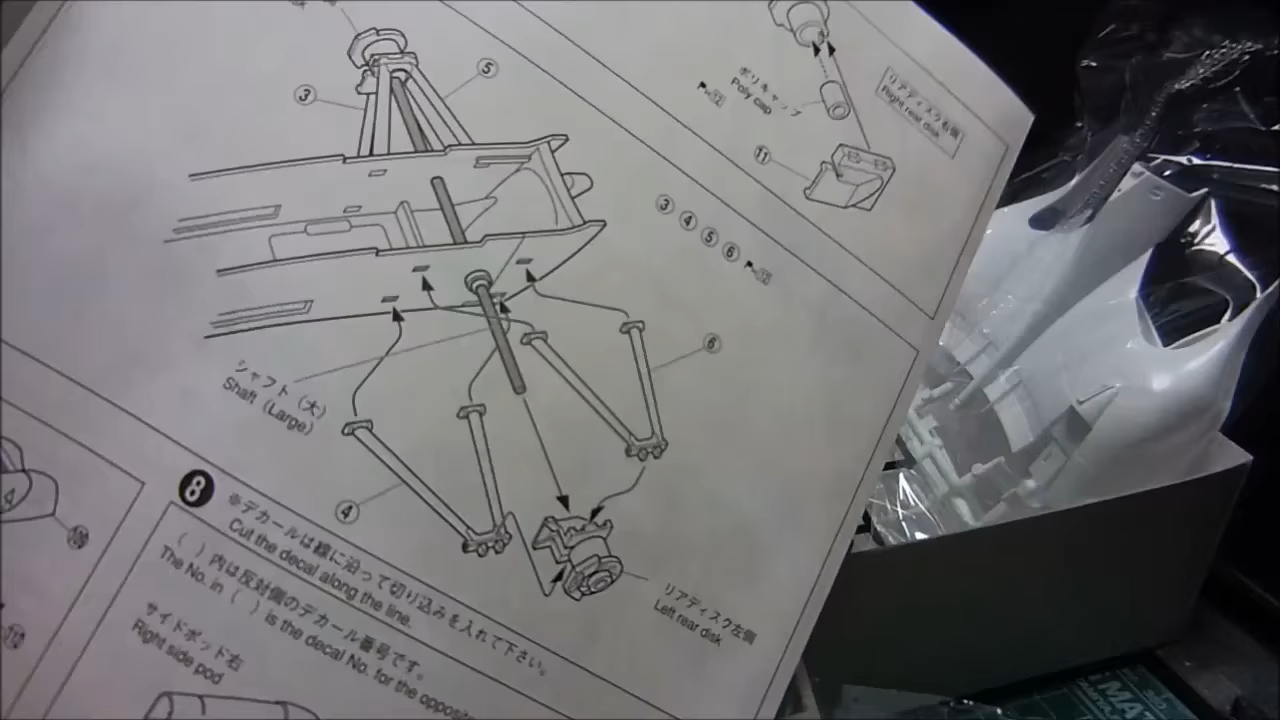 ③
⑤
ポリキャップ
Poly cap
リアディスク右側
Right rear disk
⑪
③ ④ ⑤ ⑥
シャフト（大）
Shaft (Large)
⑥
④
リアディスク左側
Left rear disk
8
※デカールは線に沿って切り込みを入れて下さい。
Cut the decal along the line.
（ ）内は反対側のデカール番号です。
The No. in ( ) is the decal No. for the opposite
サイドポッド右
Right side pod